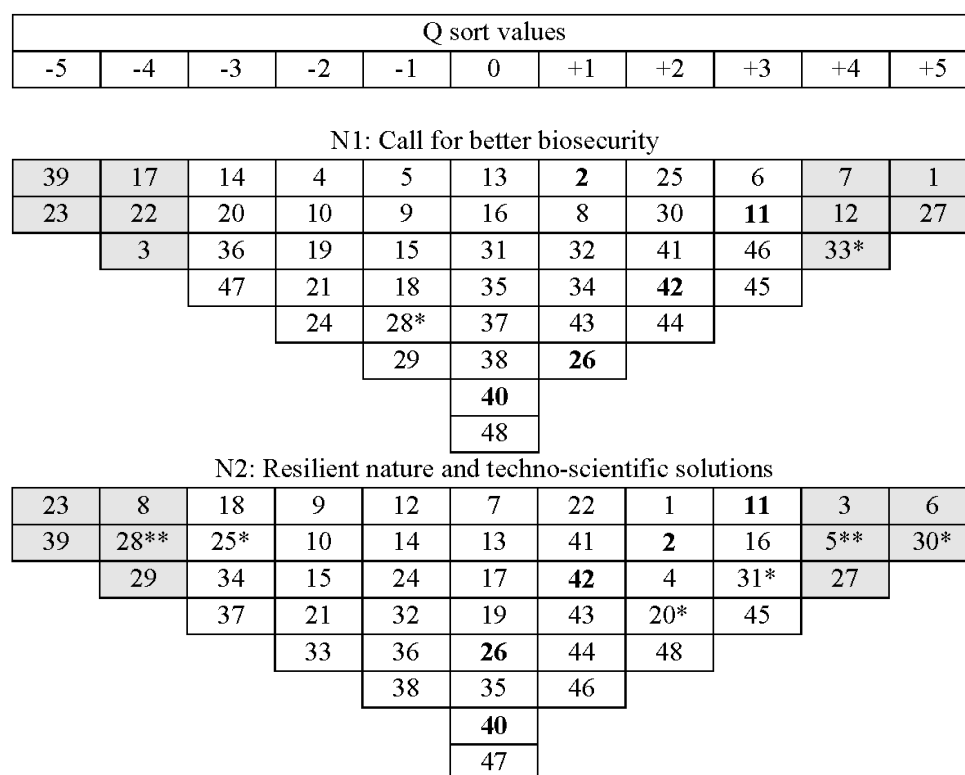 Q sort values
-5 -4 -3 -2 -1 0 +1 +2 +3 +4 +5
N1: Call for better biosecurity
39 17 14 4 5 13 2 25 6 7 1
23 22 20 10 9 16 8 30 11 12 27
3 36 19 15 31 32 41 46 33*
47 21 18 35 34 42 45
24 28* 37 43 44
29 38 26
40
48
N2: Resilient nature and techno-scientific solutions
23 8 18 9 12 7 22 1 11 3 6
39 28** 25* 10 14 13 41 2 16 5** 30*
29 34 15 24 17 42 4 31* 27
37 21 32 19 43 20* 45
33 36 26 44 48
38 35 46
40
47